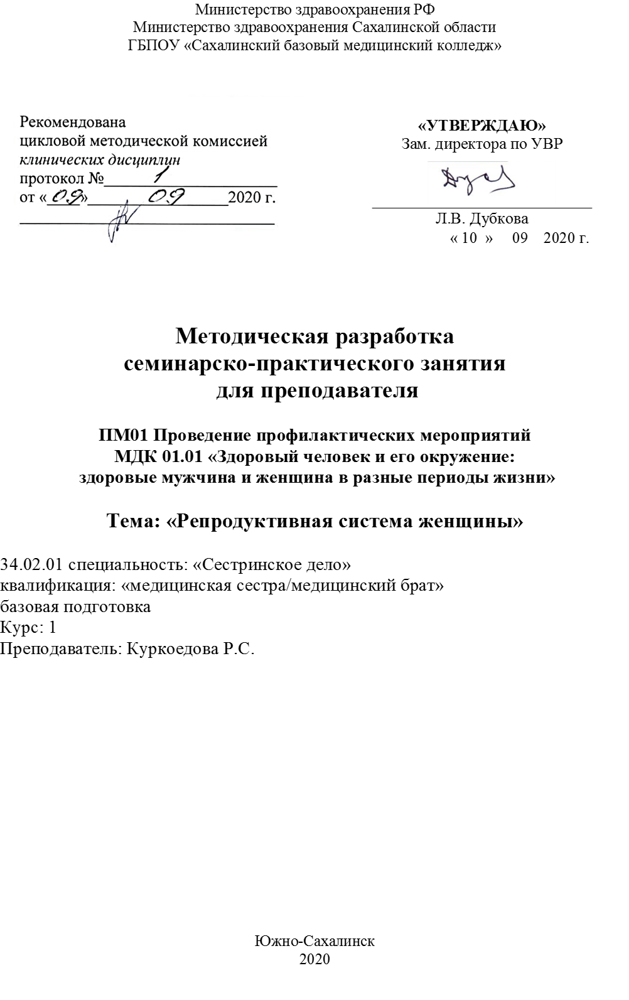 Министерство здравоохранения РФ
Министерство здравоохранения Сахалинской области
ГБПОУ «Сахалинский базовый медицинский колледж»
Рекомендована
цикловой методической комиссией
клинических дисциплин
протокол № 1
от «09» 09 2020 г.
«УТВЕРЖДАЮ»
Зам. директора по УВР
Л.В. Дубкова
« 10 » 09 2020 г.
Методическая разработка
семинарско-практического занятия
для преподавателя
ПМ01 Проведение профилактических мероприятий
МДК 01.01 «Здоровый человек и его окружение:
здоровые мужчина и женщина в разные периоды жизни»
Тема: «Репродуктивная система женщины»
34.02.01 специальность: «Сестринское дело»
квалификация: «медицинская сестра/медицинский брат»
базовая подготовка
Курс: 1
Преподаватель: Куркоедова Р.С.
Южно-Сахалинск
2020